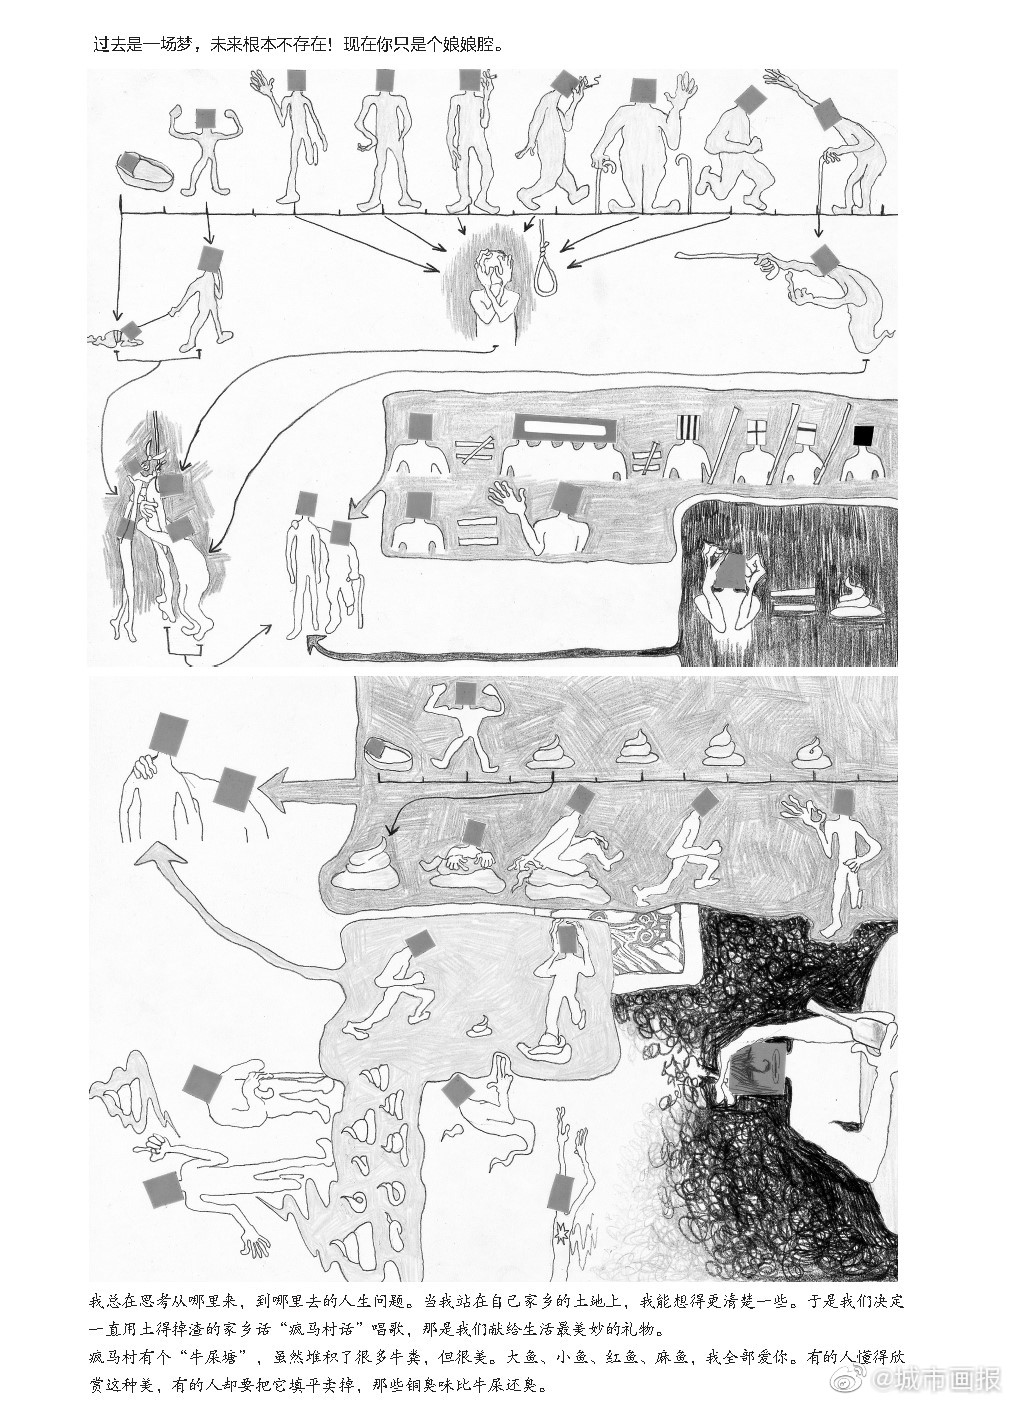 过去是一场梦，未来根本不存在！现在你只是个娘娘腔。
我总在思考从哪里来，到哪里去的人生问题。当我站在自己家乡的土地上，我能想得更清楚一些。于是我们决定
一直用土得掉渣的家乡话“疯马村话”唱歌，那是我们献给生活最美妙的礼物。
疯马村有个“牛屎塘”，虽然堆积了很多牛粪，但很美。大鱼、小鱼、红鱼、麻鱼，我全部爱你。有的人懂得欣
赏这种美，有的人却要把它填平卖掉，那些铜臭味比牛屎还臭。
@城市画报